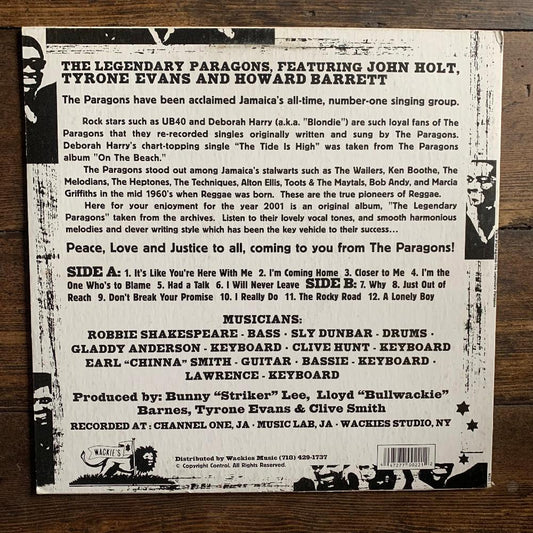 THE LEGENDARY PARAGONS, FEATURING JOHN HOLT,
TYRONE EVANS AND HOWARD BARRETT
The Paragons have been acclaimed Jamaica's all-time, number-one singing group.
Rock stars such as UB40 and Deborah Harry (a.k.a. "Blondie") are such loyal fans of The
Paragons that they re-recorded singles originally written and sung by The Paragons.
Deborah Harry's chart-topping single "The Tide Is High" was taken from The Paragons
album "On The Beach."
The Paragons stood out among Jamaica's stalwarts such as The Wailers, Ken Boothe, The
Melodians, The Heptones, The Techniques, Alton Ellis, Toots & The Maytals, Bob Andy, and Marcia
Griffiths in the mid 1960's when Reggae was born. These are the true pioneers of Reggae.
Here for your enjoyment for the year 2001 is an original album, "The Legendary
Paragons" taken from the archives. Listen to their lovely vocal tones, and smooth harmonious
melodies and clever writing style which has been the key vehicle to their success...
Peace, Love and Justice to all, coming to you from The Paragons!
SIDE A: 1. It's Like You're Here With Me 2. I'm Coming Home 3. Closer to Me 4. I'm the
One Who's to Blame 5. Had a Talk 6. I Will Never Leave SIDE B: 7. Why 8. Just Out
of Reach 9. Don't Break Your Promise 10. I Really Do 11. The Rocky Road 12. A Lonely Boy
MUSICIANS:
ROBBIE SHAKESPEARE - BASS · SLY DUNBAR - DRUMS ·
GLADDY ANDERSON - KEYBOARD · CLIVE HUNT - KEYBOARD
EARL "CHINNA" SMITH - GUITAR · BASSIE - KEYBOARD ·
LAWRENCE - KEYBOARD
Produced by: Bunny "Striker" Lee, Lloyd "Bullwackie"
Barnes, Tyrone Evans & Clive Smith
RECORDED AT: CHANNEL ONE, JA · MUSIC LAB, JA · WACKIES STUDIO, NY
WACKIE'S
Distributed by Wackies Music (718) 429-1737
© Copyright Control. All Rights Reserved.